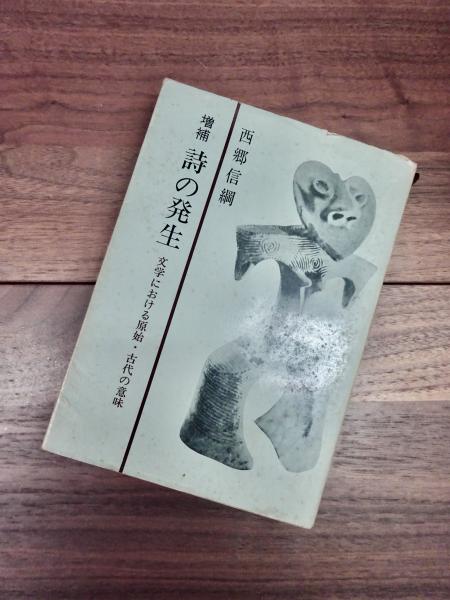 西郷信綱
増補 詩の発生
文学における原始・古代の意味